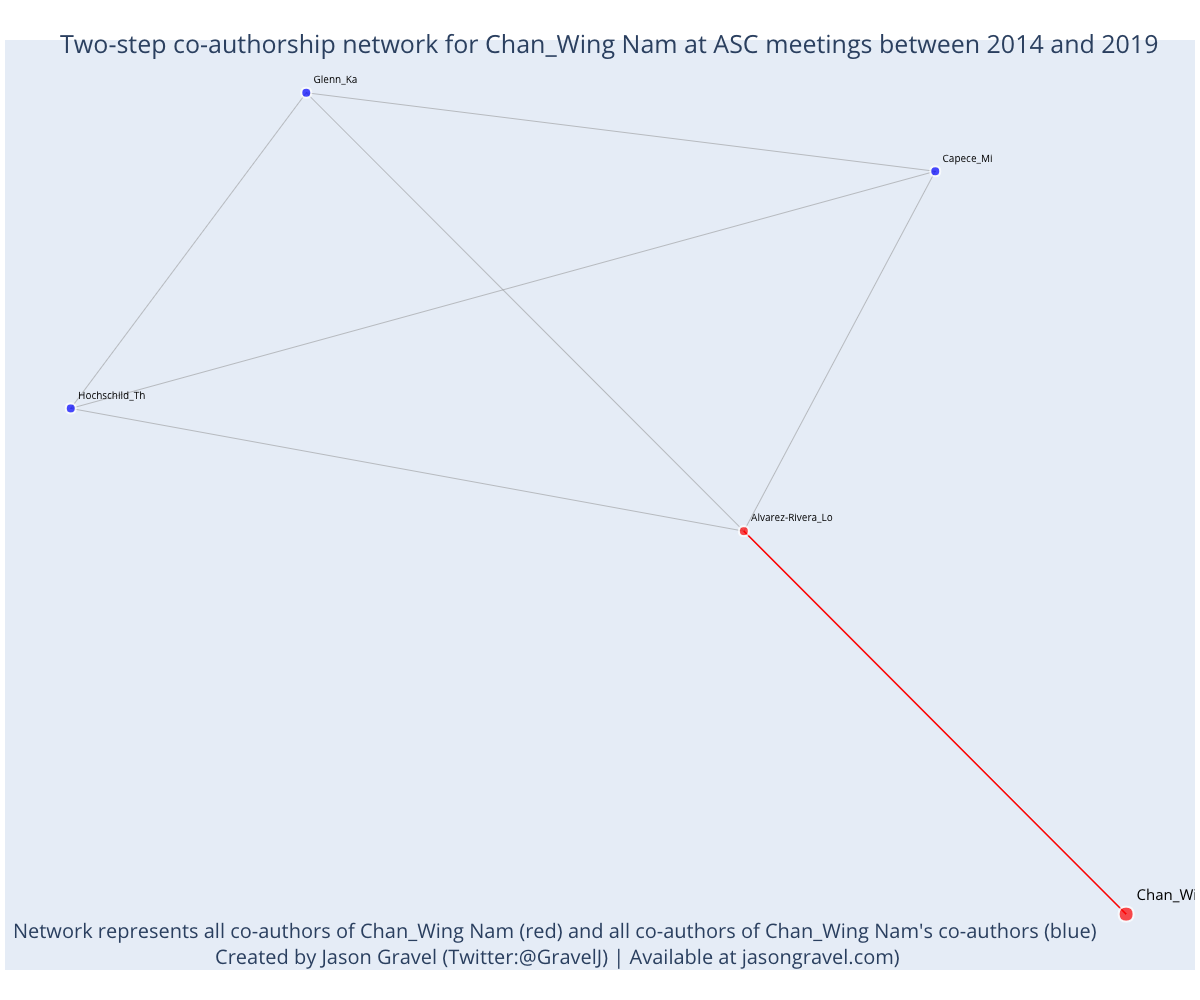 Two-step co-authorship network for Chan_Wing Nam at ASC meetings between 2014 and 2019
Glenn_Ka
Capece_Mi
Hochschild_Th
Alvarez-Rivera_Lo
Chan_Wi
Network represents all co-authors of Chan_Wing Nam (red) and all co-authors of Chan_Wing Nam's co-authors (blue)
Created by Jason Gravel (Twitter:@GravelJ) | Available at jasongravel.com)